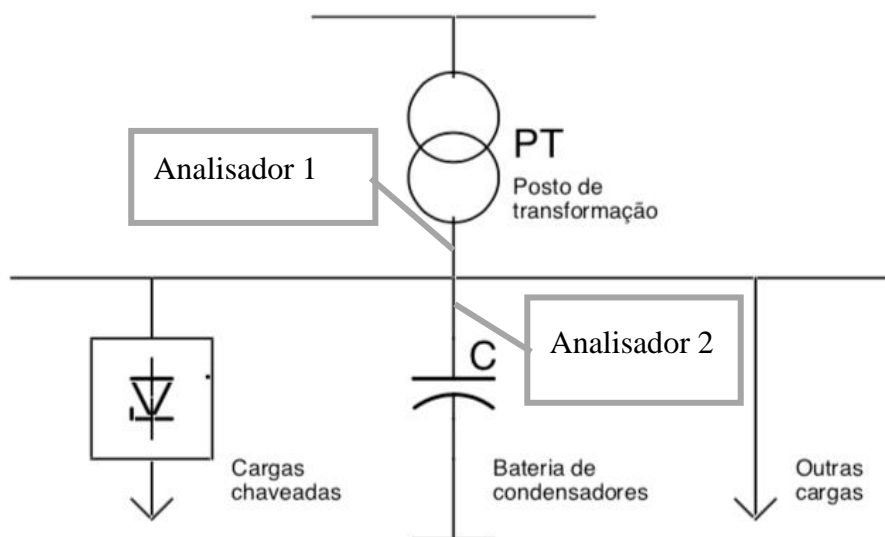 Analisador 1
PT
Posto de
transformação
Analisador 2
C
Cargas
chaveadas
Bateria de
condensadores
Outras
cargas